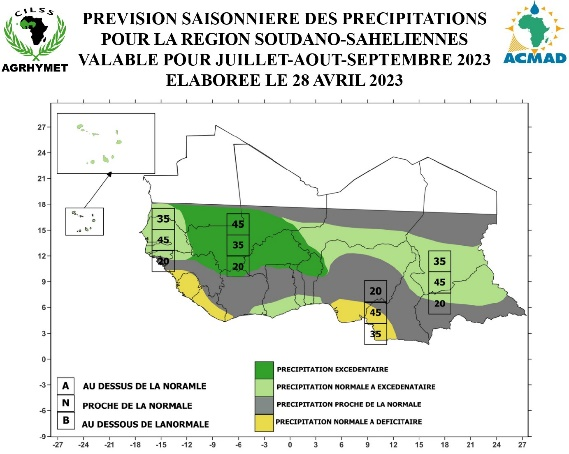 CILSS
AGRHYMET
PREVISION SAISONNIERE DES PRECIPITATIONS
POUR LA REGION SOUDANO-SAHELIENNES
VALABLE POUR JUILLET-AOUT-SEPTEMBRE 2023
ELABOREE LE 28 AVRIL 2023
ACMAD
27
24
21
18
15
12
9
6
3
0
-3
-6
-9
35
45
20
45
35
20
20
45
35
35
45
20
A AU DESSUS DE LA NORAMLE
N PROCHE DE LA NORMALE
B AU DESSOUS DE LANORMALE
PRECIPITATION EXCEDENTAIRE
PRECIPITATION NORMALE A EXCEDENATAIRE
PRECIPITATION PROCHE DE LA NORMALE
PRECIPITATION NORMALE A DEFICITAIRE
-27 -24 -21 -18 -15 -12 -9 -6 -3 0 3 6 9 12 15 18 21 24 27